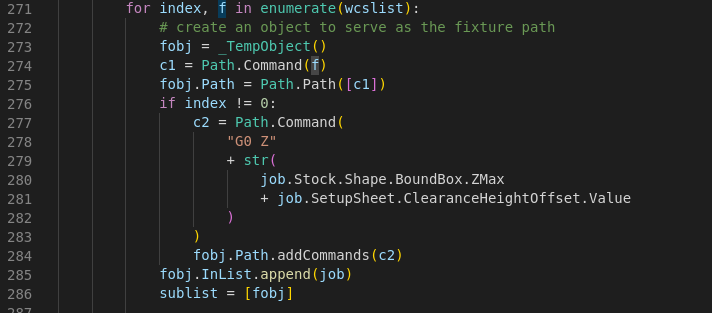 271 for index, f in enumerate(wcslist):
272 # create an object to serve as the fixture path
273 fobj = _TempObject()
274 c1 = Path.Command(f)
275 fobj.Path = Path.Path([c1])
276 if index != 0:
277 c2 = Path.Command(
278 "G0 Z"
279 + str(
280 job.Stock.Shape.BoundBox.ZMax
281 + job.SetupSheet.ClearanceHeightOffset.Value
282 )
283 )
284 fobj.Path.addCommands(c2)
285 fobj.InList.append(job)
286 sublist = [fobj]
287